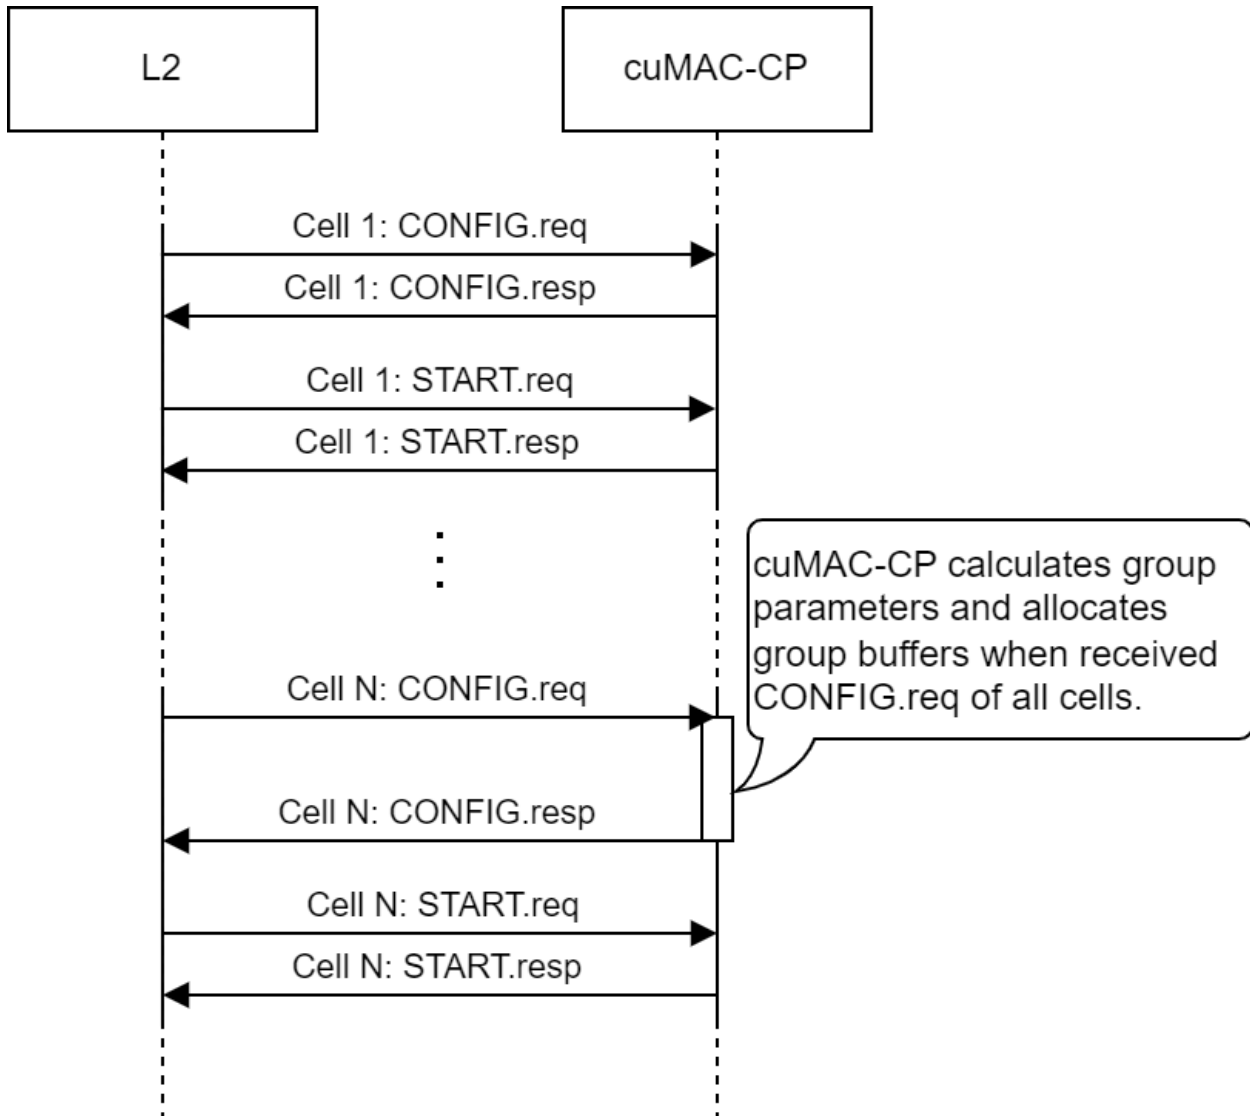 L2
cuMAC-CP
Cell 1: CONFIG.req
Cell 1: CONFIG.resp
Cell 1: START.req
Cell 1: START.resp
cuMAC-CP calculates group
parameters and allocates
group buffers when received
CONFIG.req of all cells.
Cell N: CONFIG.req
Cell N: CONFIG.resp
Cell N: START.req
Cell N: START.resp